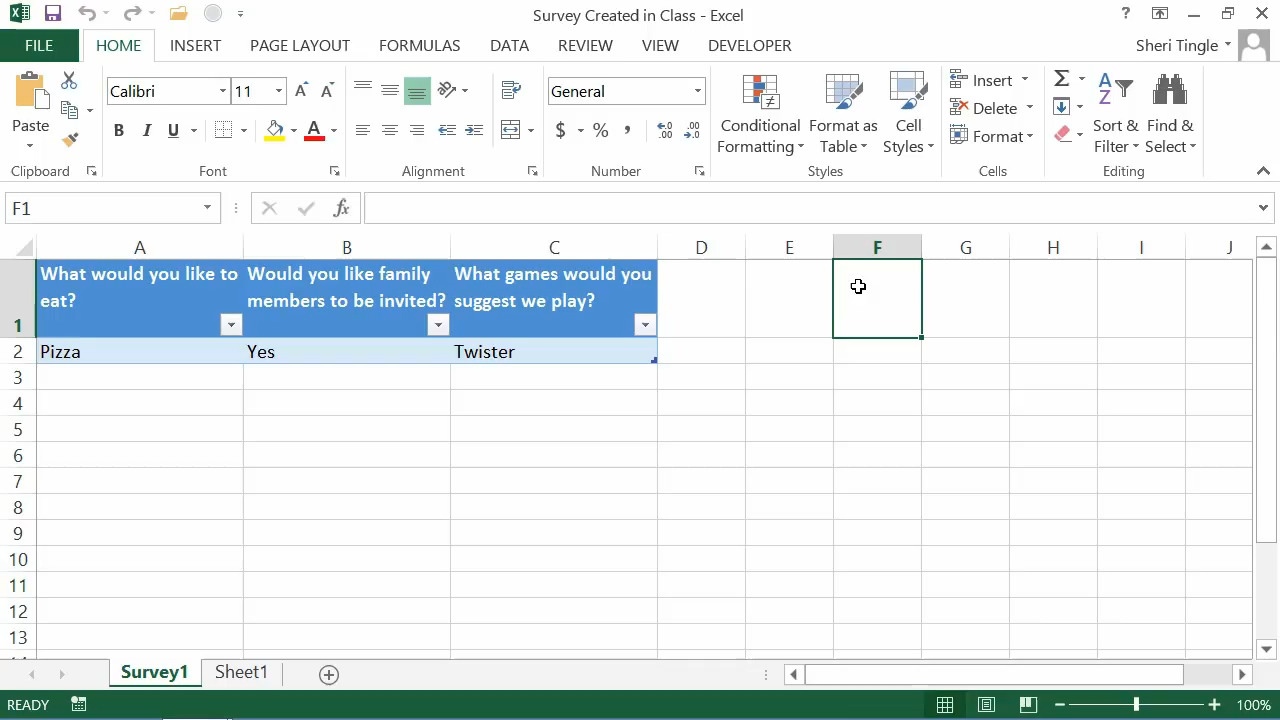 Survey Created in Class - Excel
?
FILE
HOME
INSERT
PAGE LAYOUT
FORMULAS
DATA
REVIEW
VIEW
DEVELOPER
Sheri Tingle
Paste
Calibri
11
B I U
A
General
$ % ,
Conditional
Formatting
Format as
Table
Cell
Styles
Insert
Delete
Format
Sort &
Filter
Find &
Select
Clipboard
Font
Alignment
Number
Styles
Cells
Editing
F1
fx
A B C D E F G H I J
What would you like to
eat?
Would you like family
members to be invited?
What games would you
suggest we play?
1
2 Pizza Yes Twister
3
4
5
6
7
8
9
10
11
12
13
Survey1
Sheet1
READY
100%